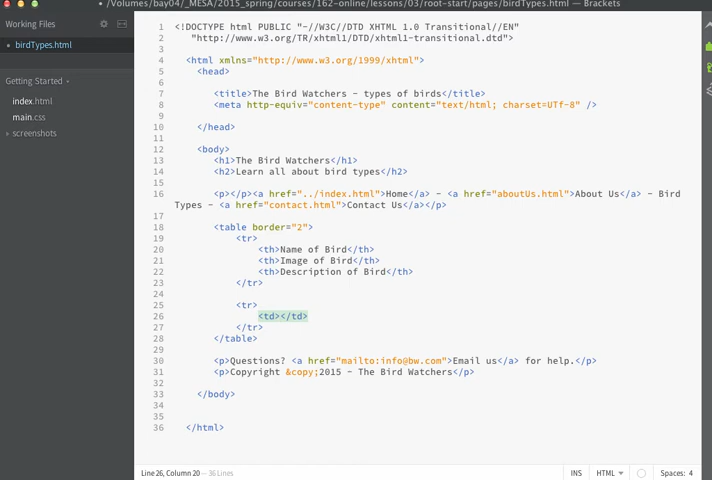 /Volumes/bay04/_MESA/2015_spring/courses/162-online/lessons/03/root-start/pages/birdTypes.html — Brackets
Working Files
birdTypes.html
Getting Started
index.html
main.css
screenshots
1 <!DOCTYPE html PUBLIC "-//W3C//DTD XHTML 1.0 Transitional//EN"
2 "http://www.w3.org/TR/xhtml1/DTD/xhtml1-transitional.dtd">
3
4 <html xmlns="http://www.w3.org/1999/xhtml">
5 <head>
6
7 <title>The Bird Watchers - types of birds</title>
8 <meta http-equiv="content-type" content="text/html; charset=UTf-8" />
9
10 </head>
11
12 <body>
13 <h1>The Bird Watchers</h1>
14 <h2>Learn all about bird types</h2>
15
16 <p></p><a href="../index.html">Home</a> - <a href="aboutUs.html">About Us</a> - Bird
Types - <a href="contact.html">Contact Us</a></p>
17
18 <table border="2">
19 <tr>
20 <th>Name of Bird</th>
21 <th>Image of Bird</th>
22 <th>Description of Bird</th>
23 </tr>
24
25 <tr>
26 <td></td>
27 </tr>
28 </table>
29
30 <p>Questions? <a href="mailto:info@bw.com">Email us</a> for help.</p>
31 <p>Copyright &copy;2015 - The Bird Watchers</p>
32
33 </body>
34
35
36 </html>
Line 26, Column 20 — 36 Lines
INS
HTML
Spaces: 4